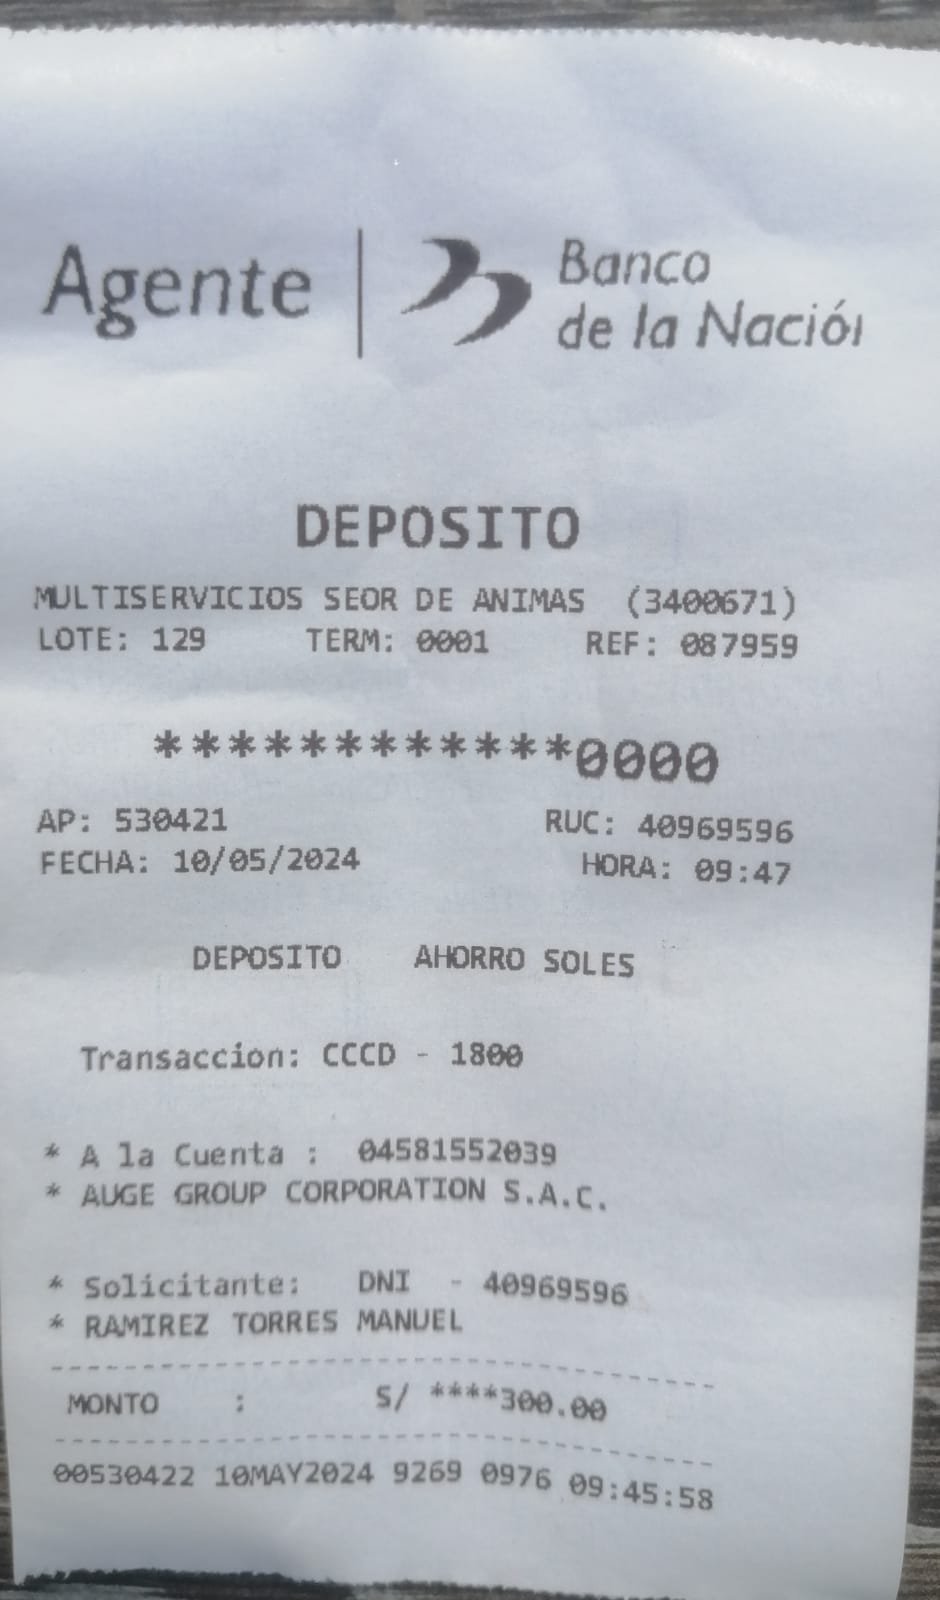 Agente | Banco
de la Nación
DEPOSITO
MULTISERVICIOS SEOR DE ANIMAS (3400671)
LOTE: 129 TERM: 0001 REF: 087959
************0000
AP: 530421 RUC: 40969596
FECHA: 10/05/2024 HORA: 09:47
DEPOSITO AHORRO SOLES
Transaccion: CCCD - 1800
* A la Cuenta : 04581552039
* AUGE GROUP CORPORATION S.A.C.
* Solicitante: DNI - 40969596
* RAMIREZ TORRES MANUEL
MONTO : S/ ****300.00
00530422 10MAY2024 9269 0976 09:45:58